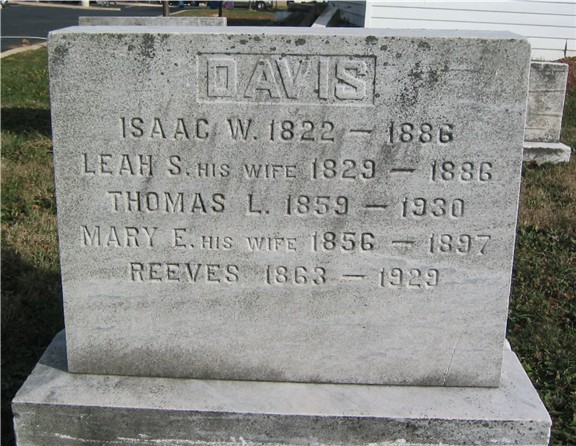 DAVIS
ISAAC W. 1822 – 1886
LEAH S. HIS WIFE 1829 – 1886
THOMAS L. 1859 – 1930
MARY E. HIS WIFE 1856 – 1897
REEVES 1863 – 1929